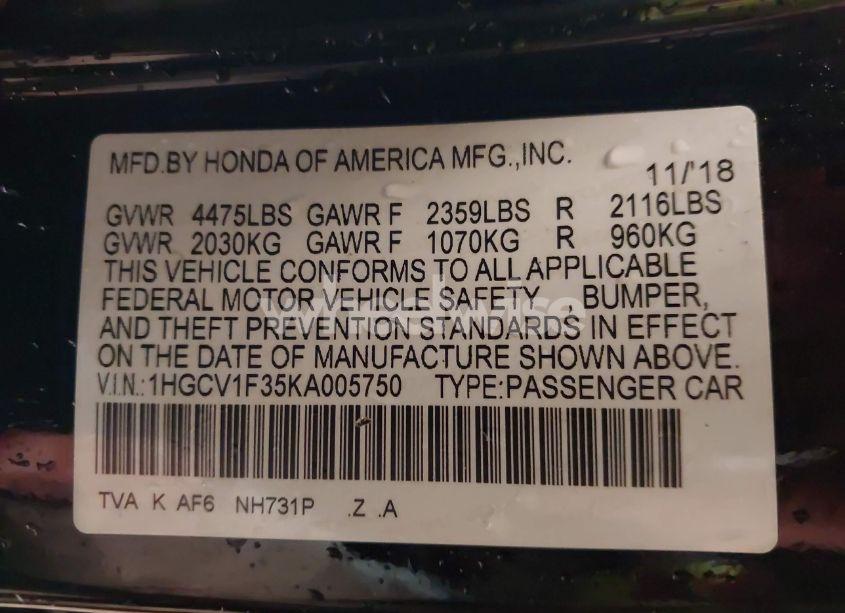 MFD.BY HONDA OF AMERICA MFG.,INC.
11/'18
GVWR 4475LBS GAWR F 2359LBS R 2116LBS
GVWR 2030KG GAWR F 1070KG R 960KG
THIS VEHICLE CONFORMS TO ALL APPLICABLE
FEDERAL MOTOR VEHICLE SAFETY , BUMPER,
AND THEFT PREVENTION STANDARDS IN EFFECT
ON THE DATE OF MANUFACTURE SHOWN ABOVE.
V.I.N.:1HGCV1F35KA005750 TYPE:PASSENGER CAR
TVA K AF6 NH731P .Z .A